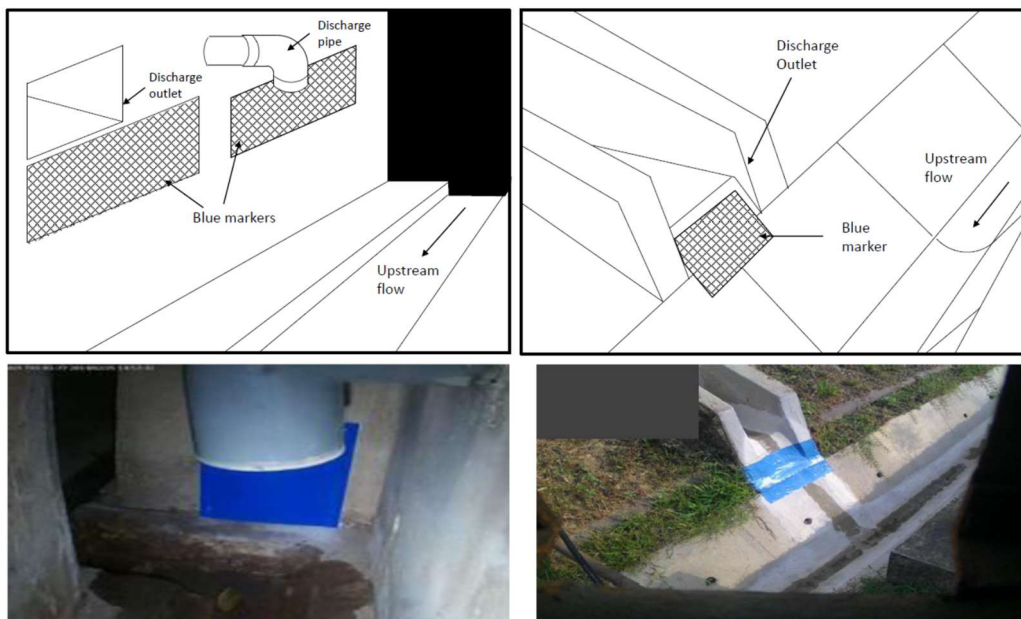 Discharge
pipe
Discharge
outlet
Blue markers
Upstream
flow
Discharge
Outlet
Upstream
flow
Blue
marker